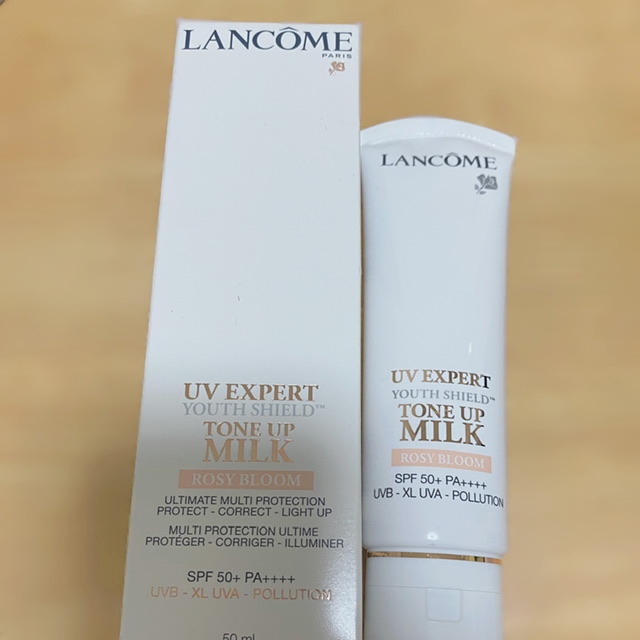 LANCÔME
PARIS
UV EXPERT
YOUTH SHIELD™
TONE UP
MILK
ROSY BLOOM
ULTIMATE MULTI PROTECTION
PROTECT - CORRECT - LIGHT UP
MULTI PROTECTION ULTIME
PROTÉGER - CORRIGER - ILLUMINER
SPF 50+ PA++++
UVB - XL UVA - POLLUTION
50 ml
LANCÔME
UV EXPERT
YOUTH SHIELD™
TONE UP
MILK
ROSY BLOOM
SPF 50+ PA++++
UVB - XL UVA - POLLUTION